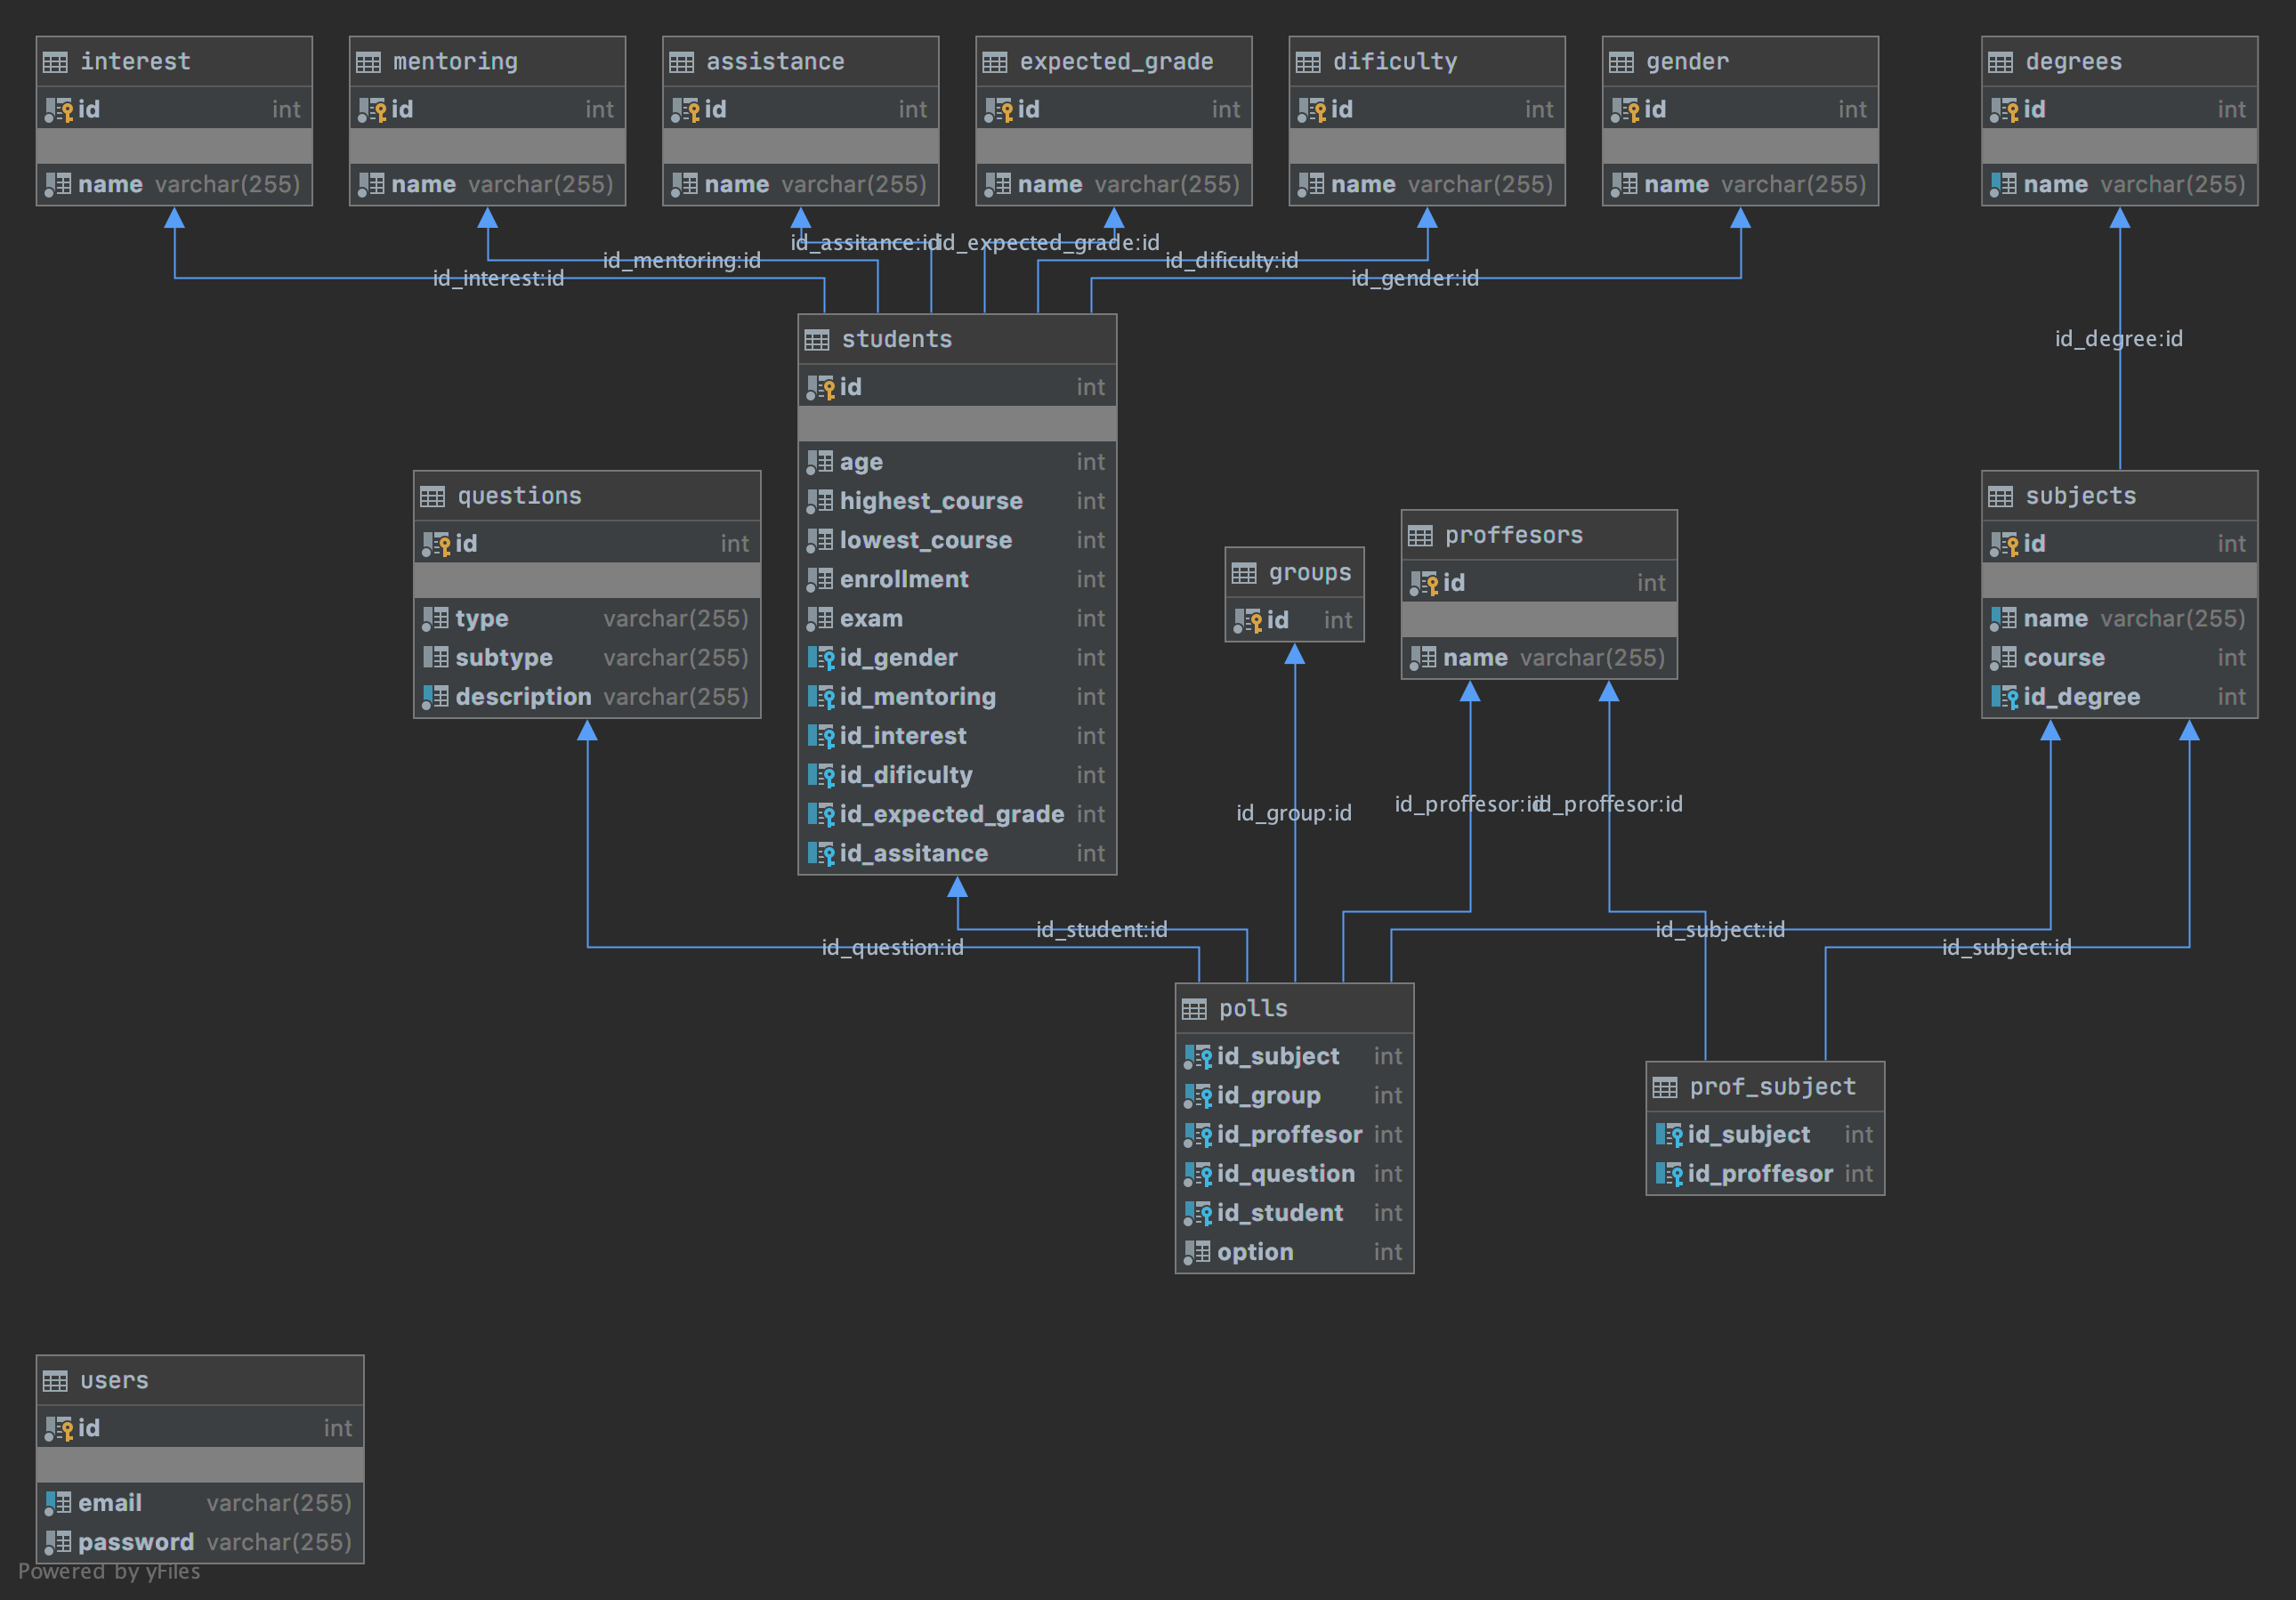 interest
id int
name varchar(255)
mentoring
id int
name varchar(255)
assistance
id int
name varchar(255)
expected_grade
id int
name varchar(255)
dificulty
id int
name varchar(255)
gender
id int
name varchar(255)
degrees
id int
name varchar(255)
id_assitance:id
id_expected_grade:id
id_mentoring:id
id_dificulty:id
id_interest:id
id_gender:id
id_degree:id
students
id int
age int
highest_course int
lowest_course int
enrollment int
exam int
id_gender int
id_mentoring int
id_interest int
id_dificulty int
id_expected_grade int
id_assitance int
questions
id int
type varchar(255)
subtype varchar(255)
description varchar(255)
groups
id int
proffesors
id int
name varchar(255)
subjects
id int
name varchar(255)
course int
id_degree int
id_group:id
id_proffesor:id
id_proffesor:id
id_student:id
id_subject:id
id_question:id
id_subject:id
polls
id_subject int
id_group int
id_proffesor int
id_question int
id_student int
option int
prof_subject
id_subject int
id_proffesor int
users
id int
email varchar(255)
password varchar(255)
Powered by yFiles